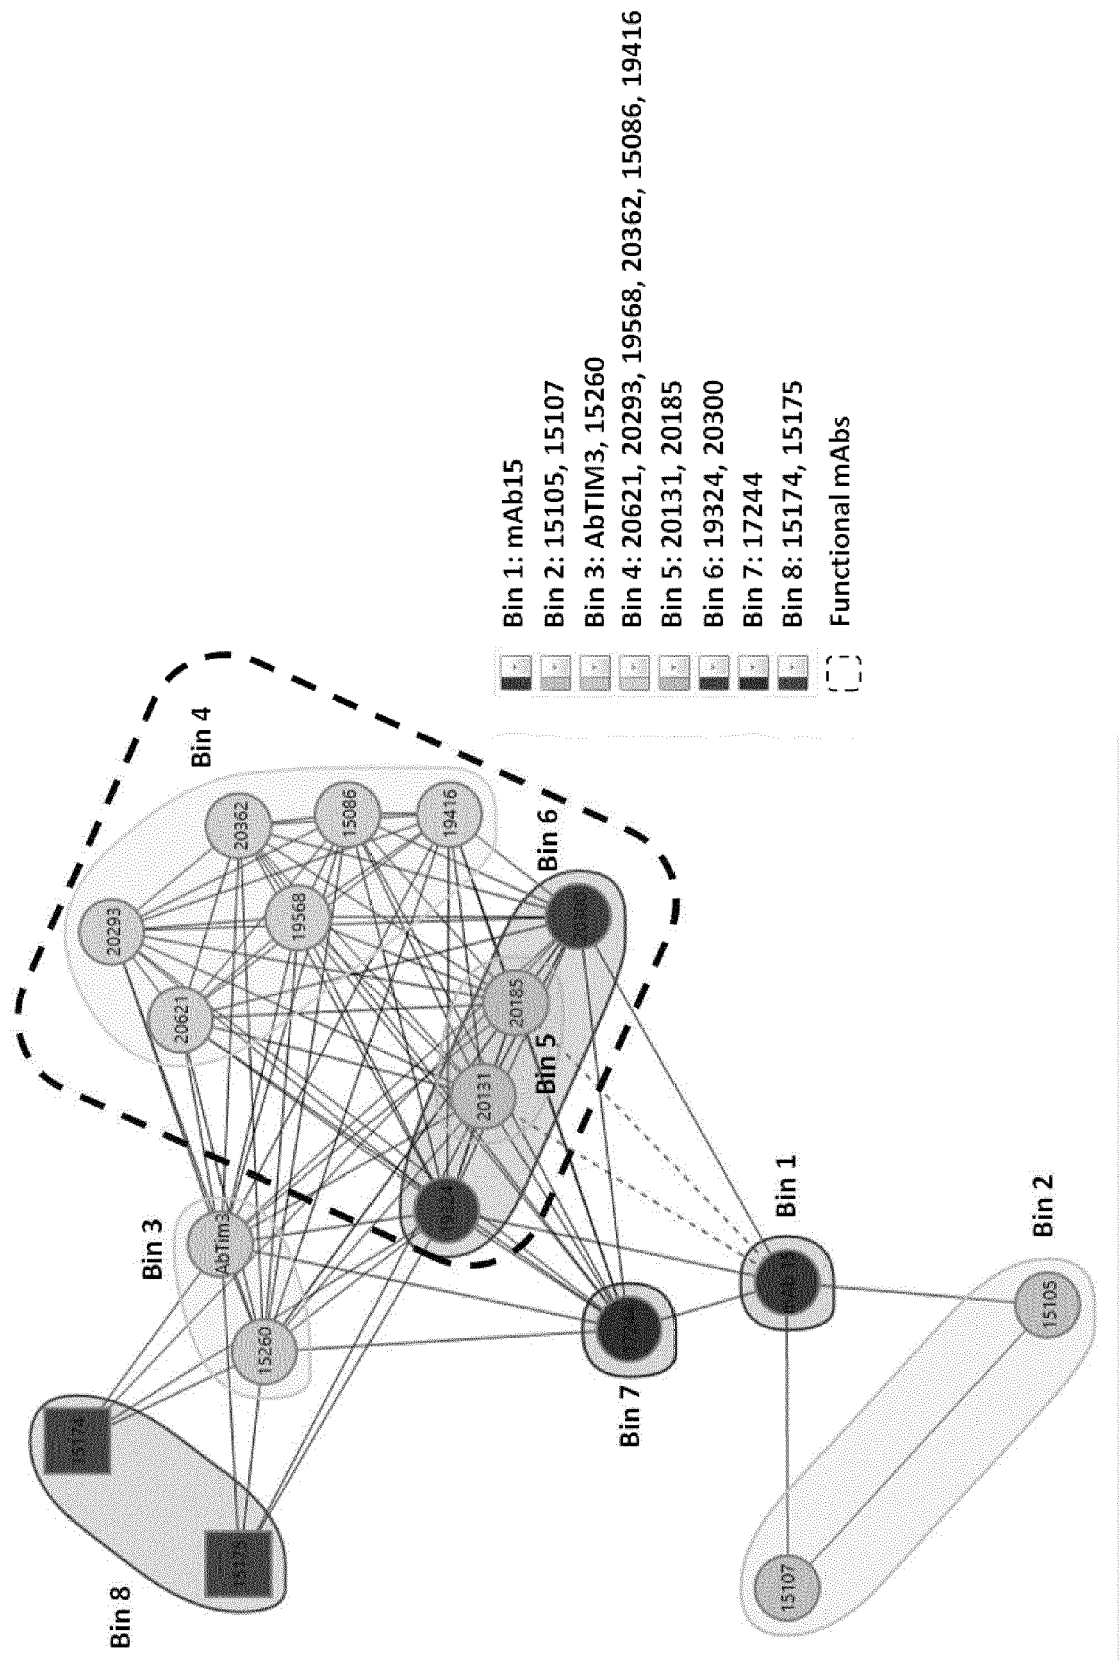 15174
20293
Bin 8
Bin 3
20621
Bin 4
AbTim3
15175
20362
15260
19568
15086
19324
19416
20131
20185
Bin 5
Bin 6
20300
Bin 7
Bin 1
15107
15105
Bin 2
Bin 1: mAb15
Bin 2: 15105, 15107
Bin 3: AbTIM3, 15260
Bin 4: 20621, 20293, 19568, 20362, 15086, 19416
Bin 5: 20131, 20185
Bin 6: 19324, 20300
Bin 7: 17244
Bin 8: 15174, 15175
Functional mAbs